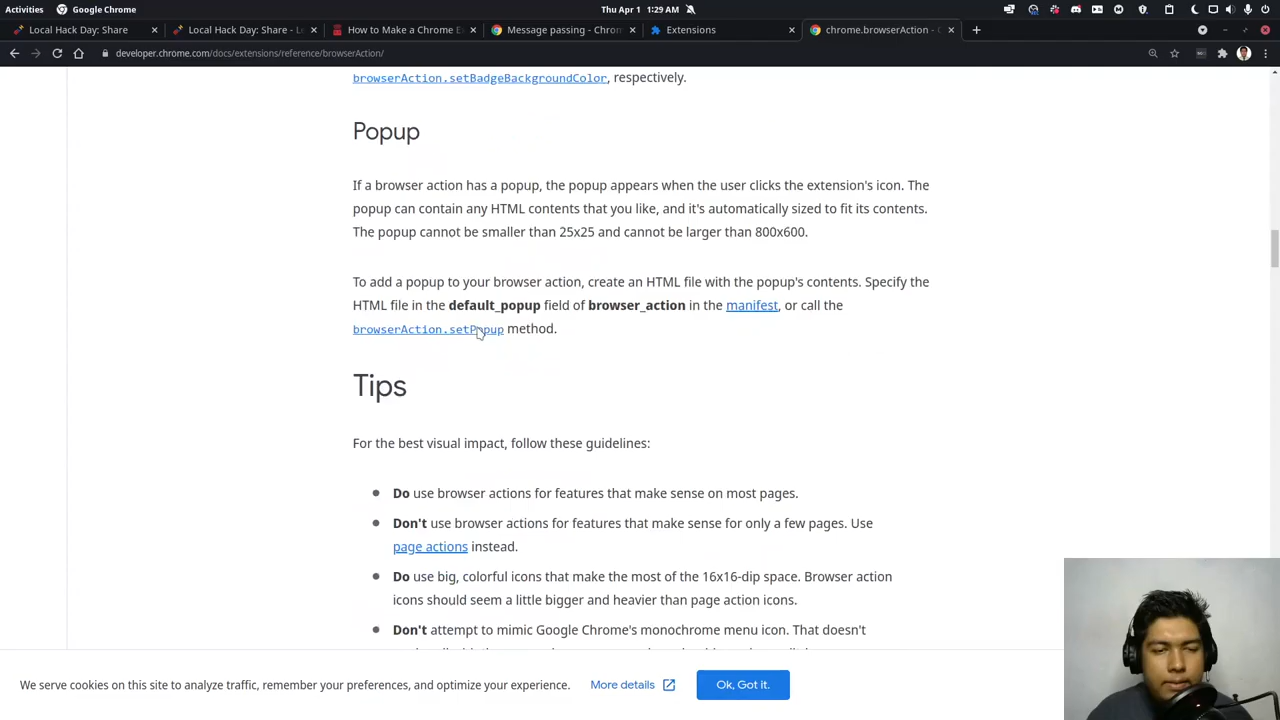 Activities
Google Chrome
Thu Apr 1 1:29 AM
Local Hack Day: Share
Local Hack Day: Share - Lo
How to Make a Chrome E
Message passing - Chron
Extensions
chrome.browserAction - C
developer.chrome.com/docs/extensions/reference/browserAction/
browserAction.setBadgeBackgroundColor, respectively.
Popup
If a browser action has a popup, the popup appears when the user clicks the extension's icon. The
popup can contain any HTML contents that you like, and it's automatically sized to fit its contents.
The popup cannot be smaller than 25x25 and cannot be larger than 800x600.
To add a popup to your browser action, create an HTML file with the popup's contents. Specify the
HTML file in the default_popup field of browser_action in the manifest, or call the
browserAction.setPopup method.
Tips
For the best visual impact, follow these guidelines:
Do use browser actions for features that make sense on most pages.
Don't use browser actions for features that make sense for only a few pages. Use
page actions instead.
Do use big, colorful icons that make the most of the 16x16-dip space. Browser action
icons should seem a little bigger and heavier than page action icons.
Don't attempt to mimic Google Chrome's monochrome menu icon. That doesn't
We serve cookies on this site to analyze traffic, remember your preferences, and optimize your experience.
More details
Ok, Got it.